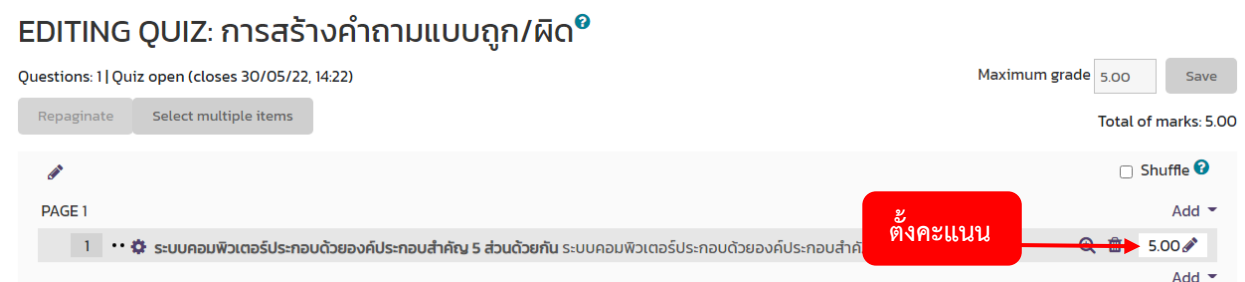 EDITING QUIZ: การสร้างคำถามแบบถูก/ผิด
Questions: 1 | Quiz open (closes 30/05/22, 14:22)
Maximum grade 5.00 Save
Repaginate Select multiple items
Total of marks: 5.00
Shuffle
PAGE 1
Add
ตั้งคะแนน
1 ระบบคอมพิวเตอร์ประกอบด้วยองค์ประกอบสำคัญ 5 ส่วนด้วยกัน ระบบคอมพิวเตอร์ประกอบด้วยองค์ประกอบสำคั 5.00
Add